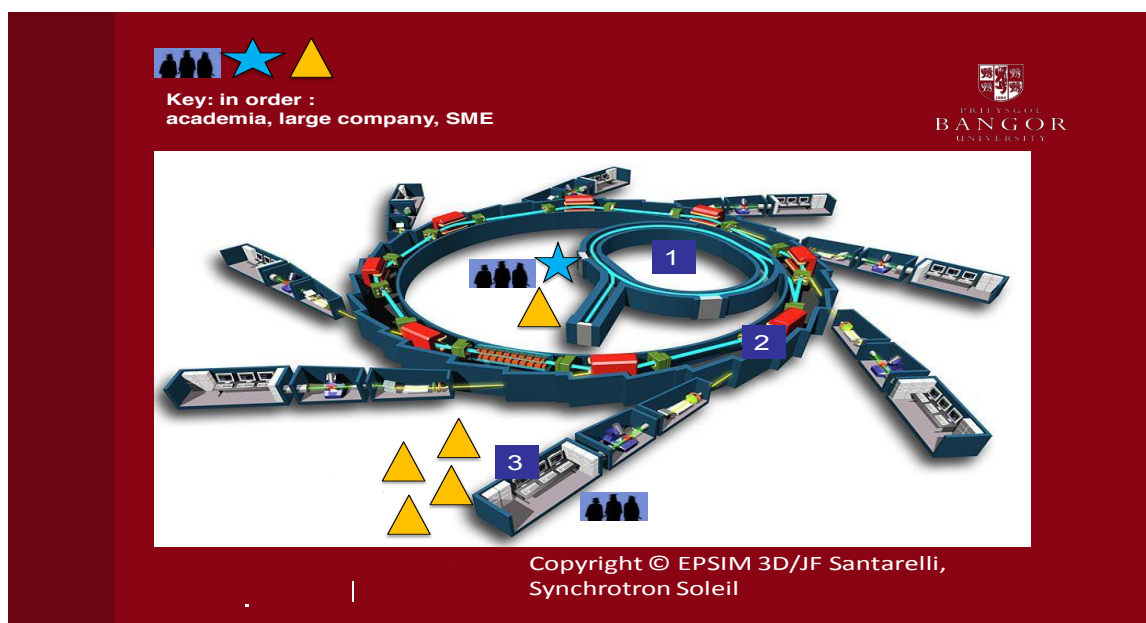 Key: in order :
academia, large company, SME
PRIFYSGOL
BANGOR
UNIVERSITY
1
2
3
Copyright © EPSIM 3D/JF Santarelli,
Synchrotron Soleil